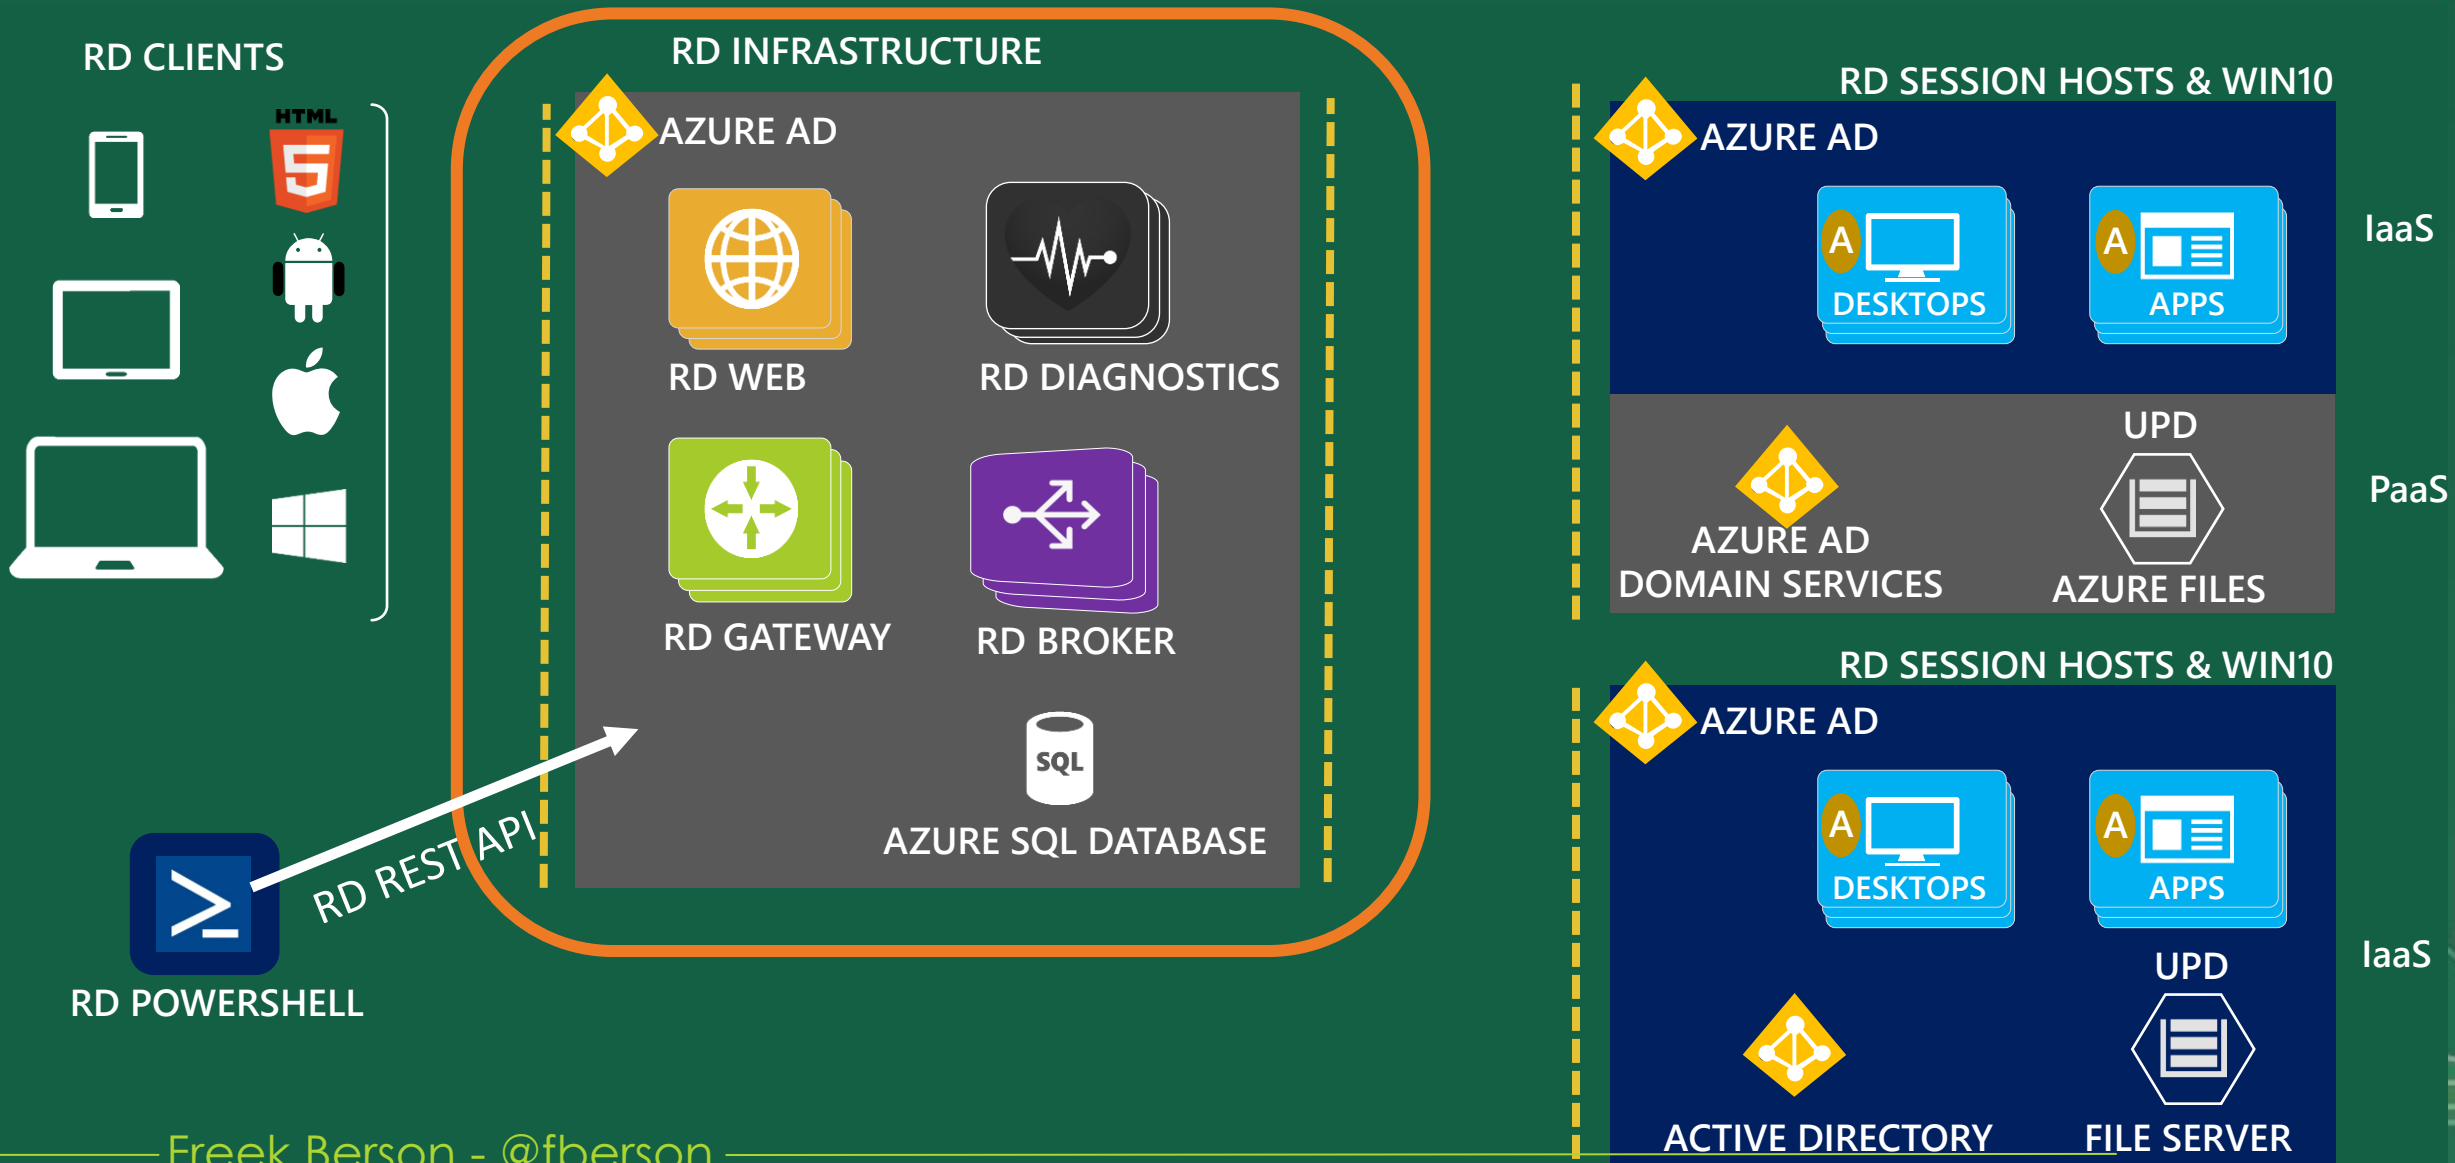 RD CLIENTS
HTML
5
RD POWERSHELL
RD REST API
RD INFRASTRUCTURE
AZURE AD
RD WEB
RD DIAGNOSTICS
RD GATEWAY
RD BROKER
SQL
AZURE SQL DATABASE
RD SESSION HOSTS & WIN10
AZURE AD
A
DESKTOPS
A
APPS
IaaS
UPD
AZURE AD
DOMAIN SERVICES
AZURE FILES
PaaS
RD SESSION HOSTS & WIN10
AZURE AD
A
DESKTOPS
A
APPS
IaaS
UPD
ACTIVE DIRECTORY
FILE SERVER
Freek Berson - @fberson